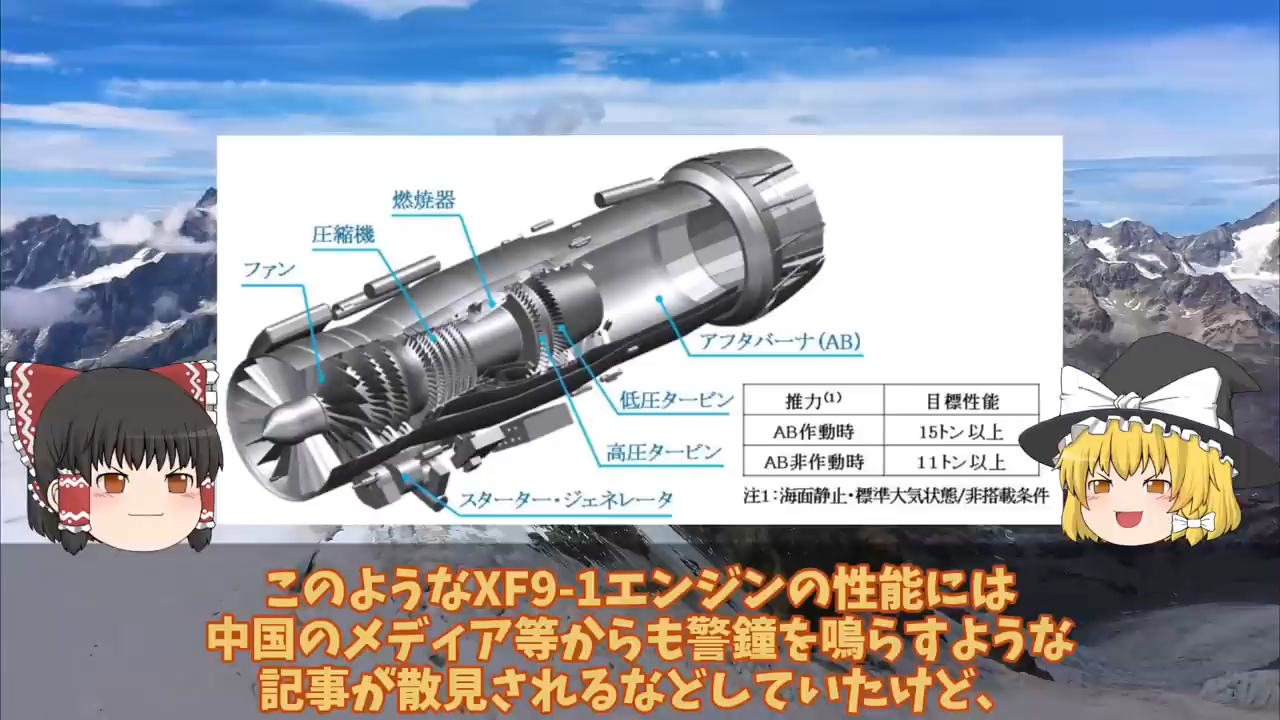 燃焼器
圧縮機
ファン
アフタバーナ(AB)
低圧タービン
高圧タービン
スターター・ジェネレータ
推力(1) 目標性能
AB作動時 15トン以上
AB非作動時 11トン以上
注1:海面静止・標準大気状態/非搭載条件
このようなXF9-1エンジンの性能には
中国のメディア等からも警鐘を鳴らすような
記事が散見されるなどしていたけど、